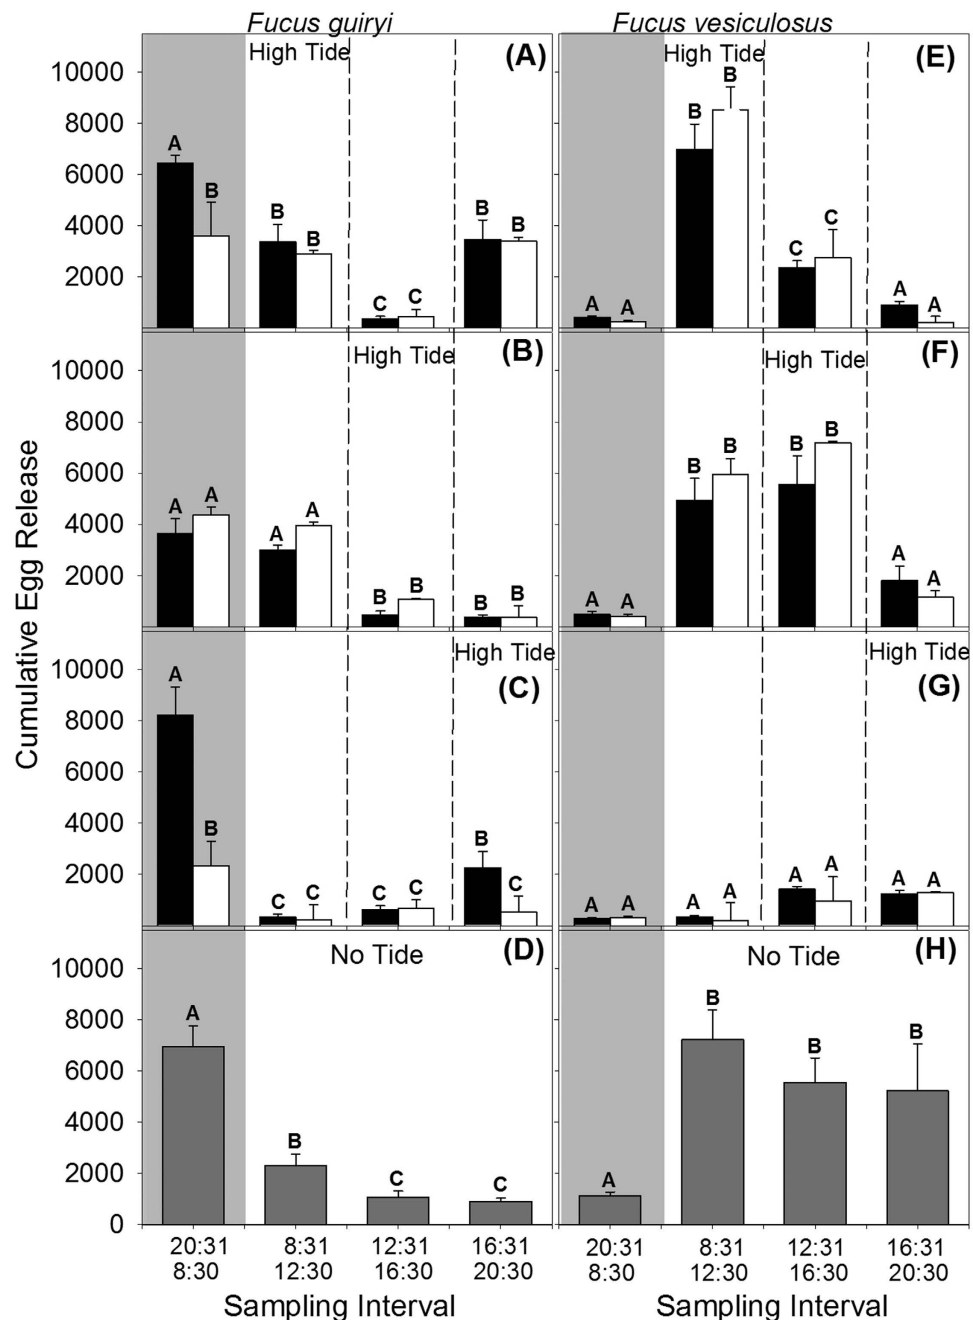 Fucus guiryi
Fucus vesiculosus
Cumulative Egg Release
High Tide
(A)
10000
8000
6000
4000
2000
A
B
B
B
C
C
B
B
High Tide
(E)
A
A
B
B
C
C
A
A
High Tide
(B)
10000
8000
6000
4000
2000
A
A
A
A
B
B
B
B
High Tide
(F)
A
A
B
B
B
B
A
A
High Tide
(C)
10000
8000
6000
4000
2000
A
B
C
C
C
C
B
C
High Tide
(G)
A
A
A
A
A
A
A
A
No Tide
(D)
10000
8000
6000
4000
2000
0
A
B
C
C
No Tide
(H)
A
B
B
B
20:31 8:31 12:31 16:31
8:30 12:30 16:30 20:30
Sampling Interval
20:31 8:31 12:31 16:31
8:30 12:30 16:30 20:30
Sampling Interval